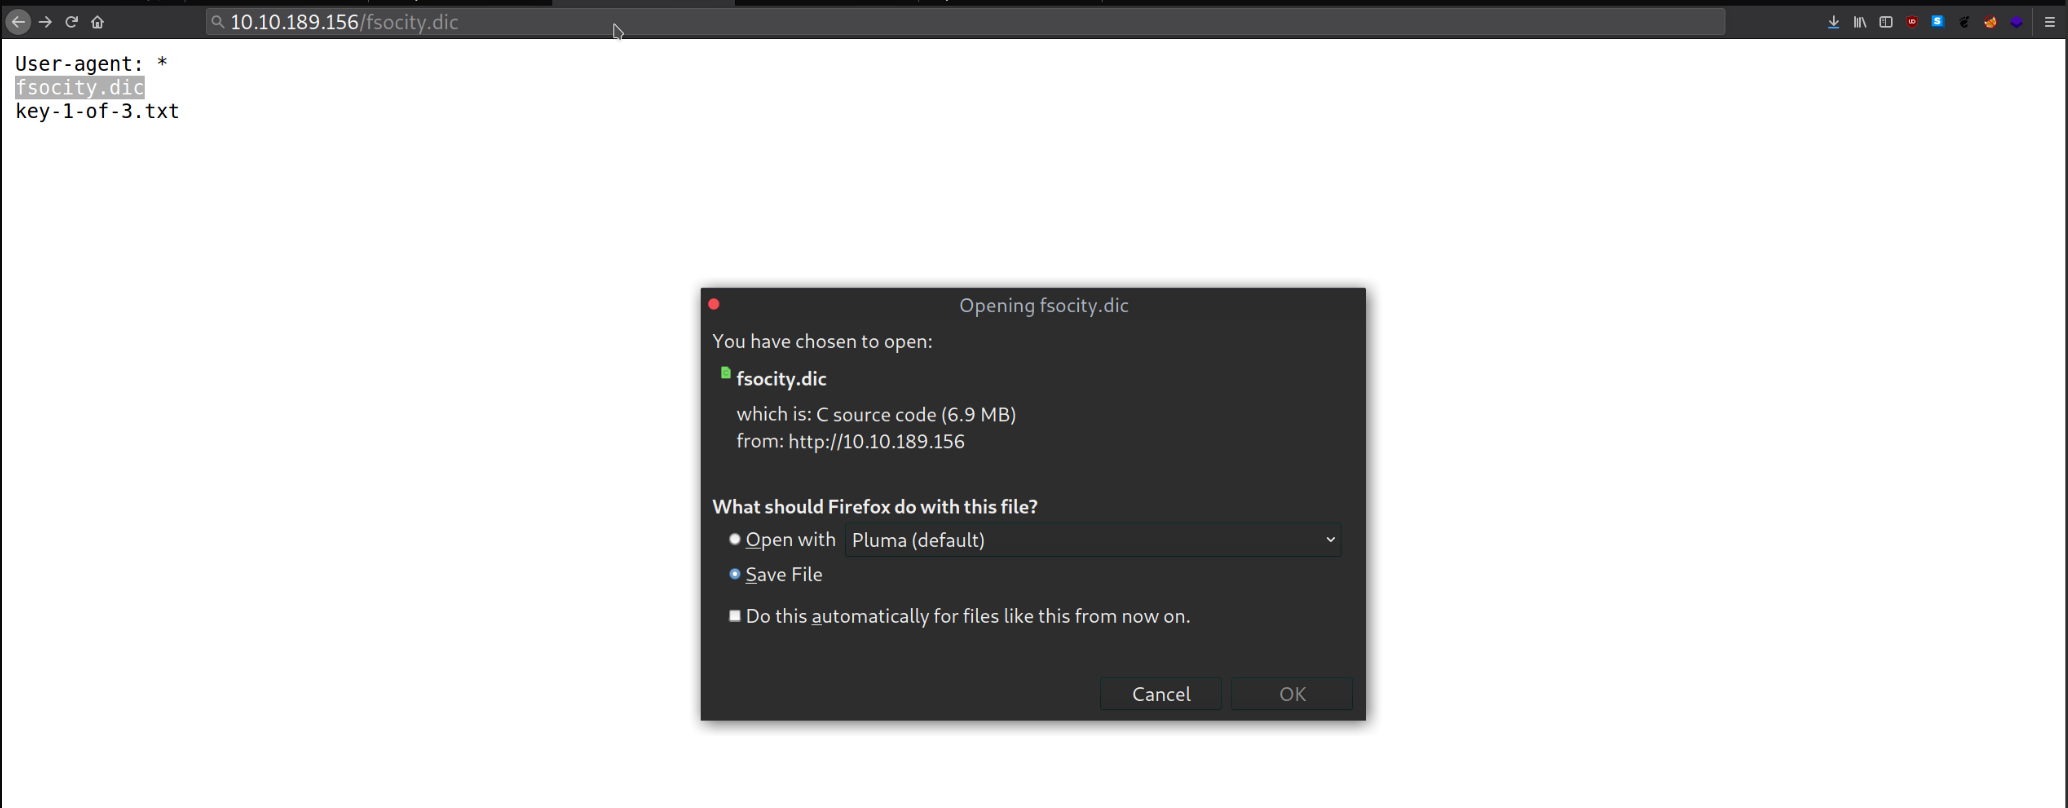 10.10.189.156/fsocity.dic
User-agent: *
fsocity.dic
key-1-of-3.txt
Opening fsocity.dic
You have chosen to open:
fsocity.dic
which is: C source code (6.9 MB)
from: http://10.10.189.156
What should Firefox do with this file?
Open with Pluma (default)
Save File
Do this automatically for files like this from now on.
Cancel OK